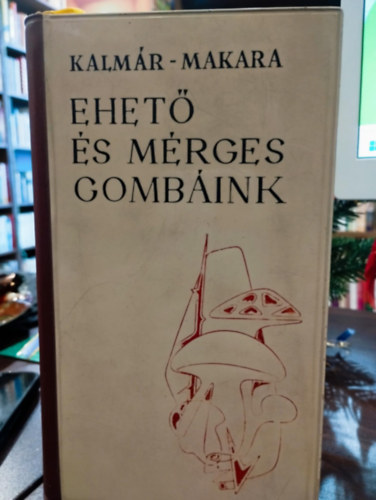 KALMÁR - MAKARA
EHETŐ
ÉS MÉRGES
GOMBÁINK